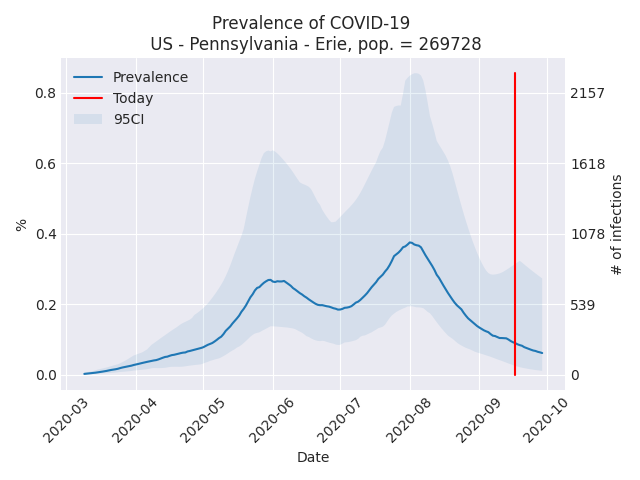 Prevalence of COVID-19
US - Pennsylvania - Erie, pop. = 269728
Prevalence
Today
95CI
0.8
0.6
0.4
0.2
0.0
%
2157
1618
1078
539
0
# of infections
2020-03
2020-04
2020-05
2020-06
2020-07
2020-08
2020-09
2020-10
Date